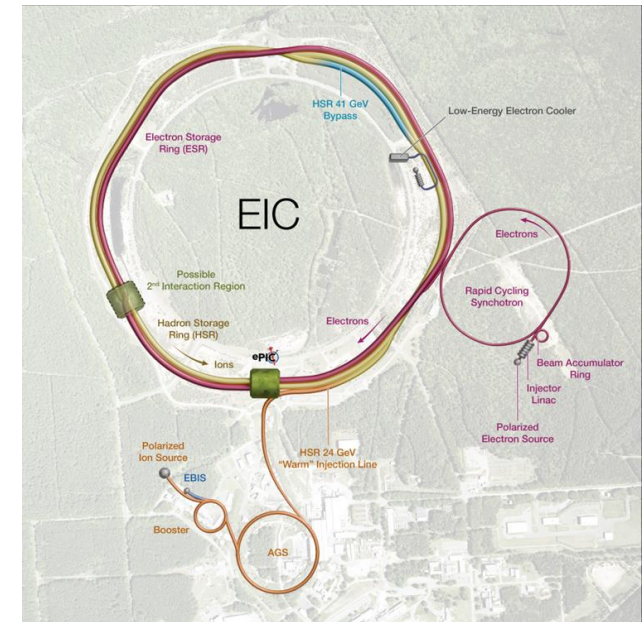 HSR 41 GeV
Bypass
Low-Energy Electron Cooler
Electron Storage
Ring (ESR)
EIC
Electrons
Possible
2nd Interaction Region
Rapid Cycling
Synchotron
Hadron Storage
Ring (HSR)
Electrons
Ions
ePIC
Beam Accumulator
Ring
Injector
Linac
Polarized
Electron Source
Polarized
Ion Source
HSR 24 GeV
"Warm" Injection Line
EBIS
Booster
AGS